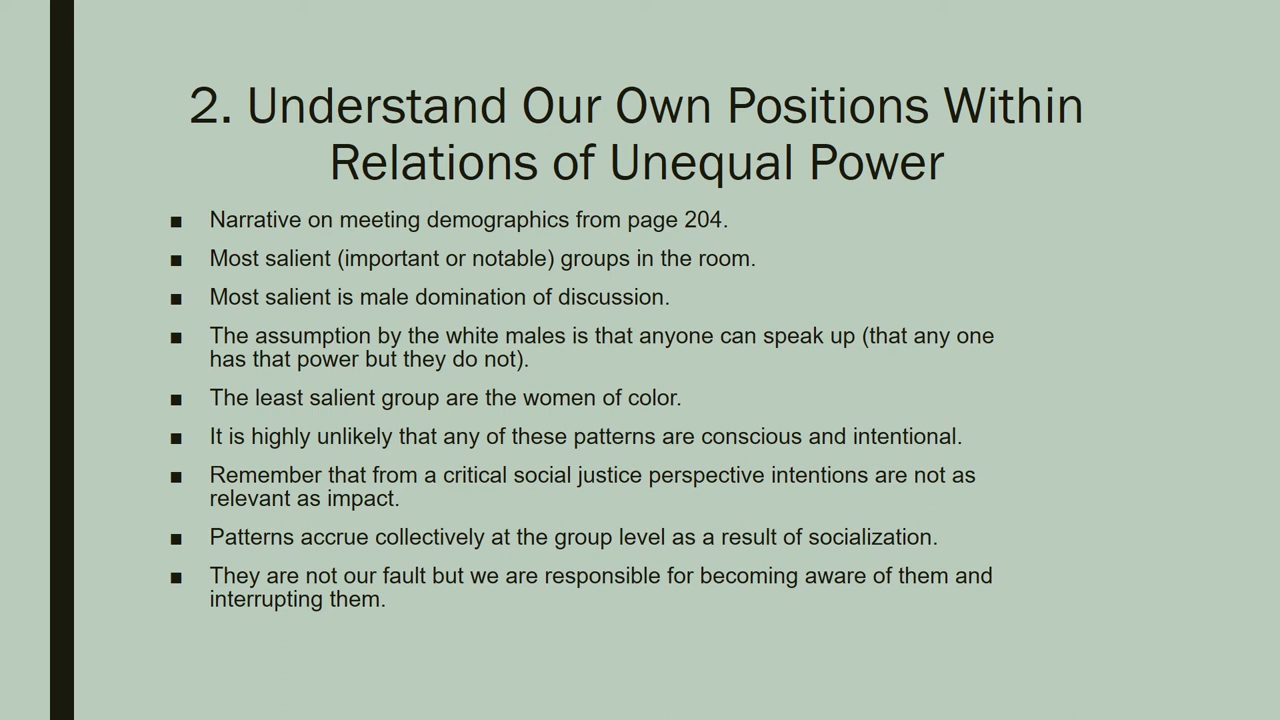 2. Understand Our Own Positions Within
Relations of Unequal Power
■ Narrative on meeting demographics from page 204.
■ Most salient (important or notable) groups in the room.
■ Most salient is male domination of discussion.
■ The assumption by the white males is that anyone can speak up (that any one
has that power but they do not).
■ The least salient group are the women of color.
■ It is highly unlikely that any of these patterns are conscious and intentional.
■ Remember that from a critical social justice perspective intentions are not as
relevant as impact.
■ Patterns accrue collectively at the group level as a result of socialization.
■ They are not our fault but we are responsible for becoming aware of them and
interrupting them.